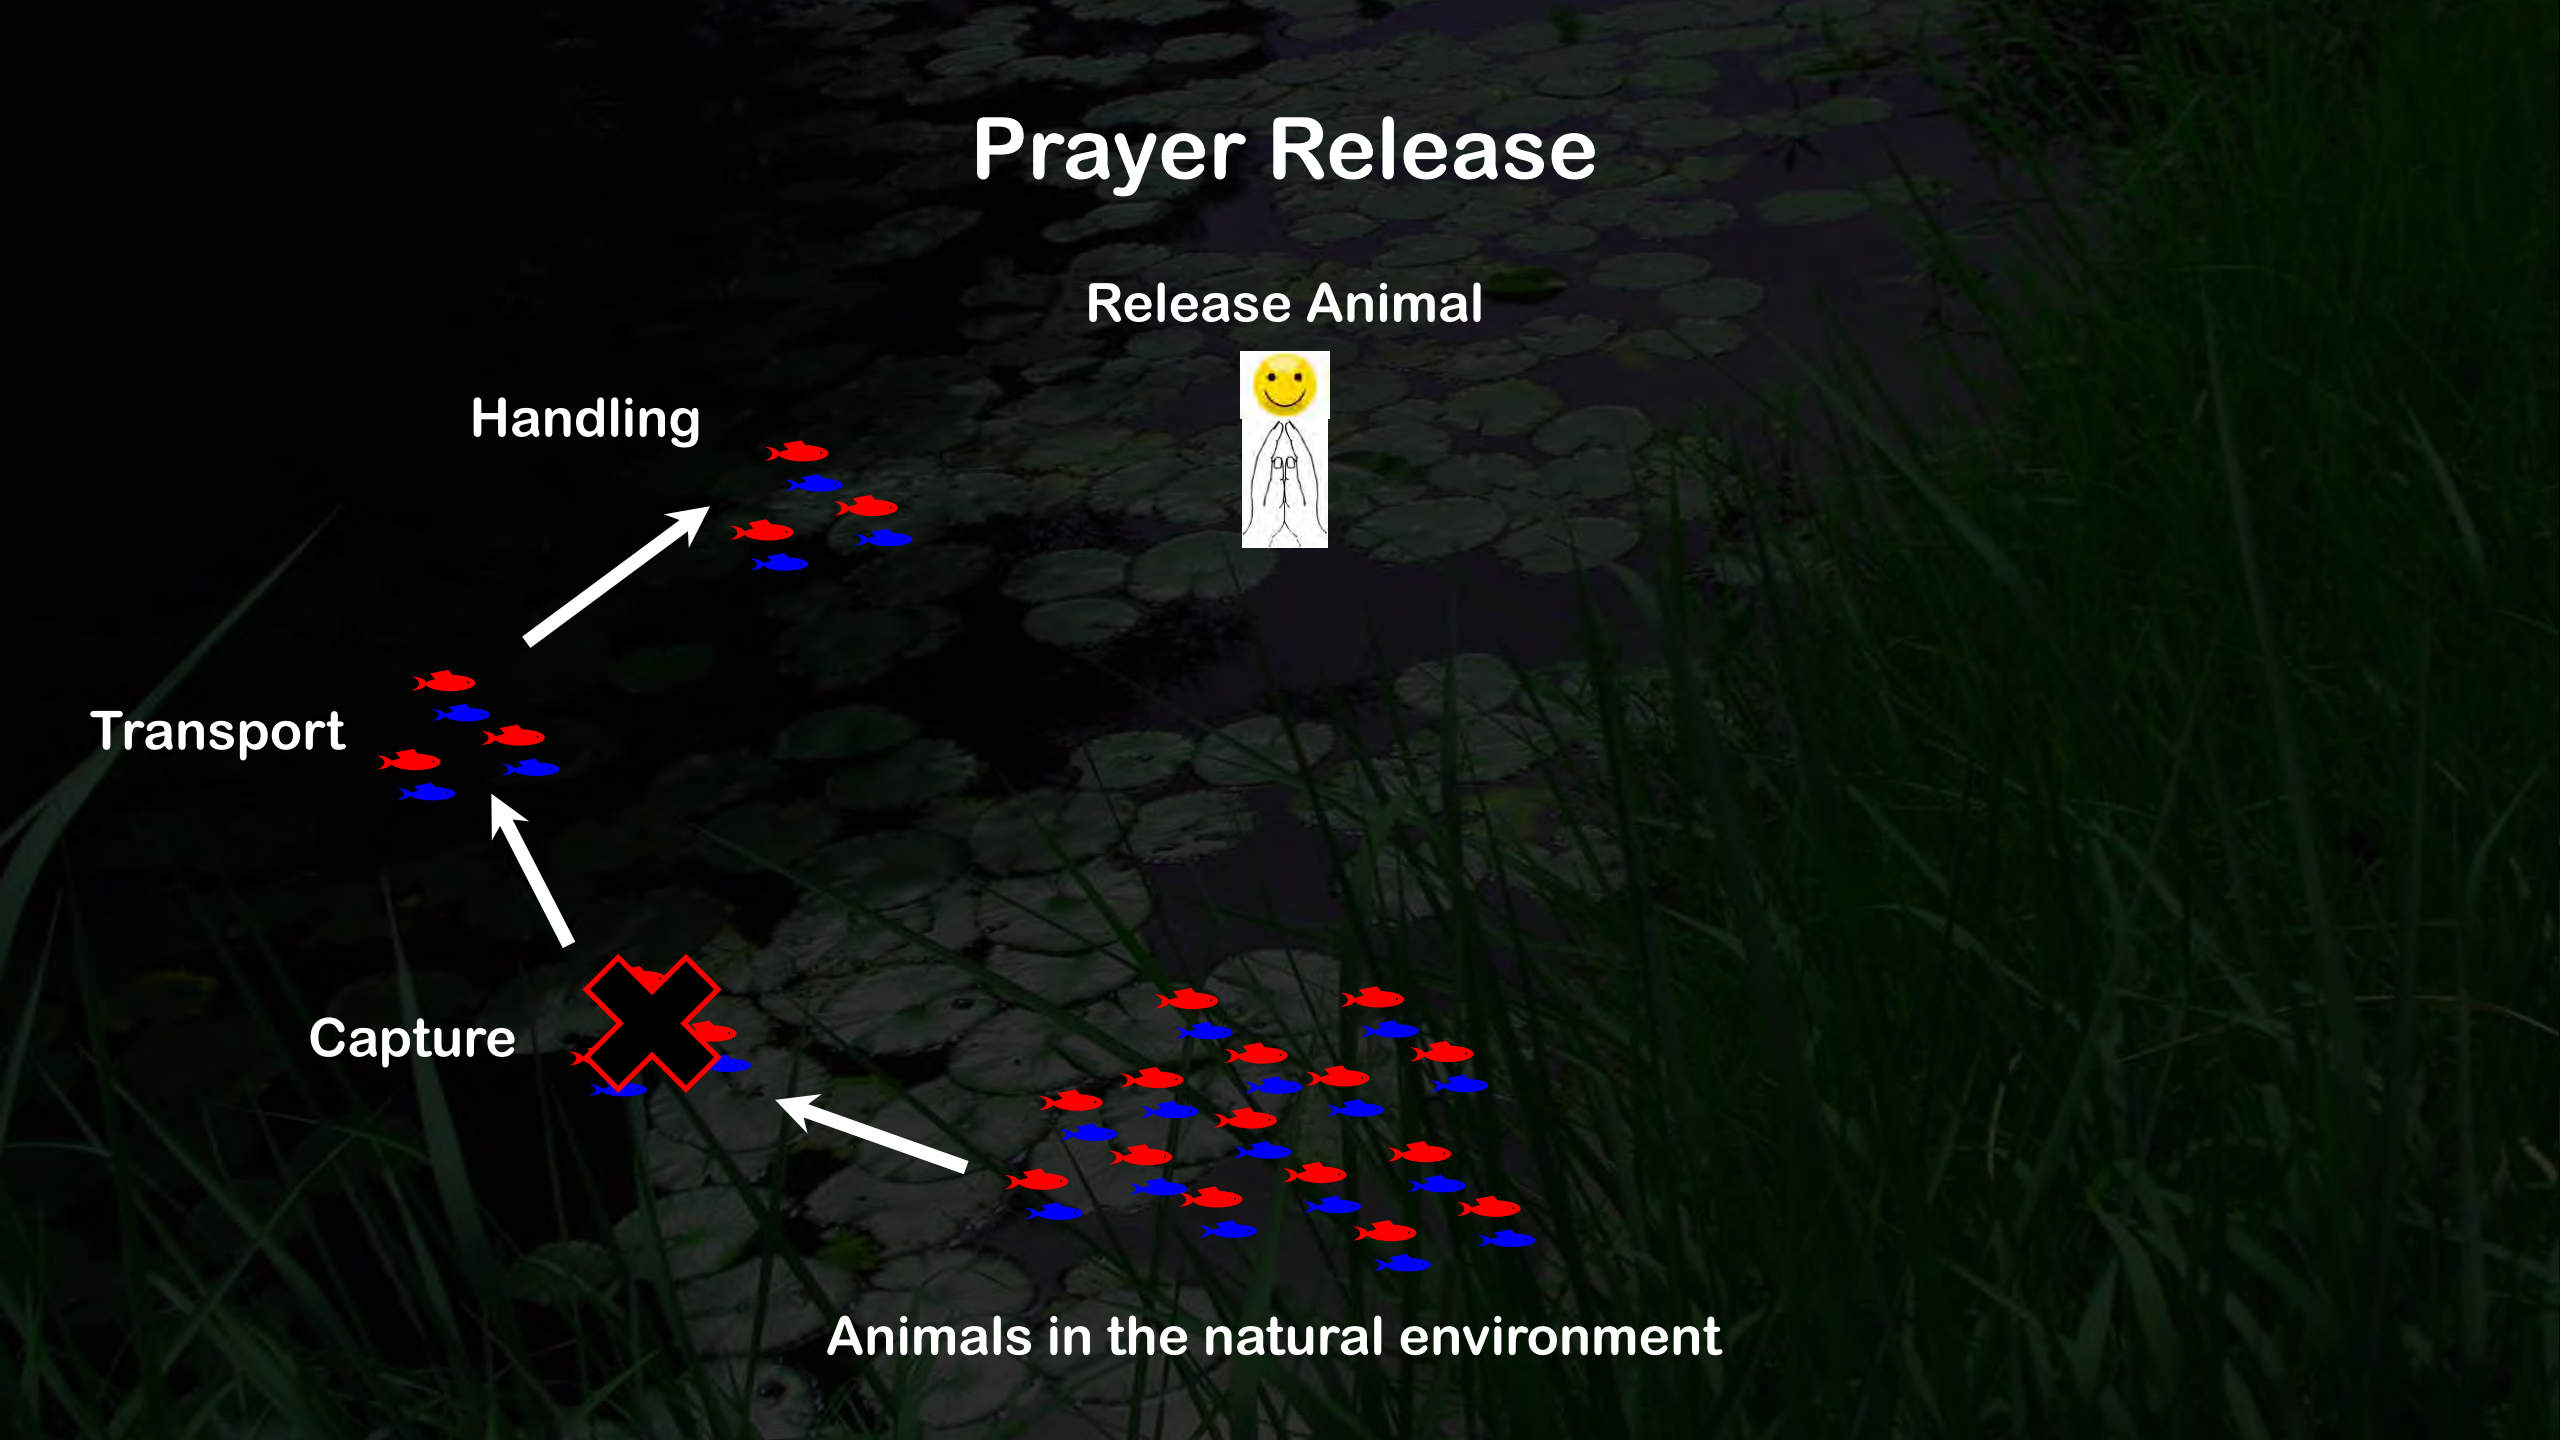 Prayer Release
Release Animal
Handling
Transport
Capture
Animals in the natural environment